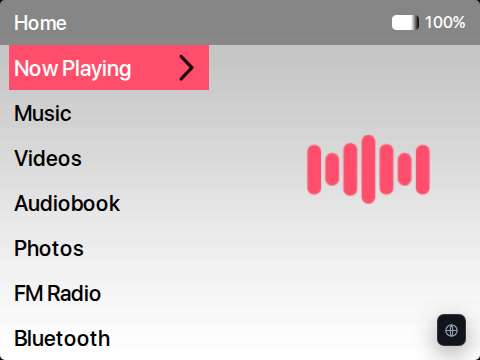 Home
100%
Now Playing
Music
Videos
Audiobook
Photos
FM Radio
Bluetooth